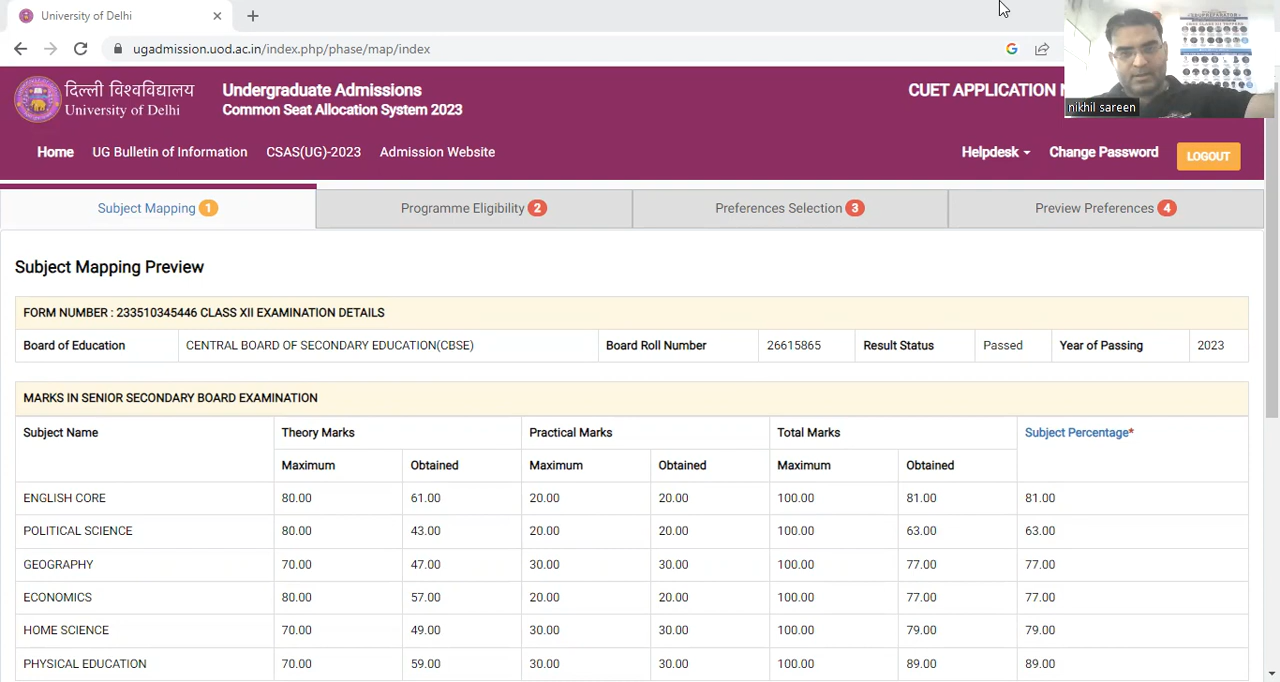 University of Delhi
ugadmission.uod.ac.in/index.php/phase/map/index
nikhil sareen
दिल्ली विश्वविद्यालय
University of Delhi
Undergraduate Admissions
Common Seat Allocation System 2023
CUET APPLICATION
Home UG Bulletin of Information CSAS(UG)-2023 Admission Website Helpdesk Change Password LOGOUT
Subject Mapping 1 Programme Eligibility 2 Preferences Selection 3 Preview Preferences 4
Subject Mapping Preview
FORM NUMBER : 233510345446 CLASS XII EXAMINATION DETAILS
Board of Education CENTRAL BOARD OF SECONDARY EDUCATION(CBSE) Board Roll Number 26615865 Result Status Passed Year of Passing 2023
MARKS IN SENIOR SECONDARY BOARD EXAMINATION
Subject Name Theory Marks Practical Marks Total Marks Subject Percentage*
Maximum Obtained Maximum Obtained Maximum Obtained
ENGLISH CORE 80.00 61.00 20.00 20.00 100.00 81.00 81.00
POLITICAL SCIENCE 80.00 43.00 20.00 20.00 100.00 63.00 63.00
GEOGRAPHY 70.00 47.00 30.00 30.00 100.00 77.00 77.00
ECONOMICS 80.00 57.00 20.00 20.00 100.00 77.00 77.00
HOME SCIENCE 70.00 49.00 30.00 30.00 100.00 79.00 79.00
PHYSICAL EDUCATION 70.00 59.00 30.00 30.00 100.00 89.00 89.00